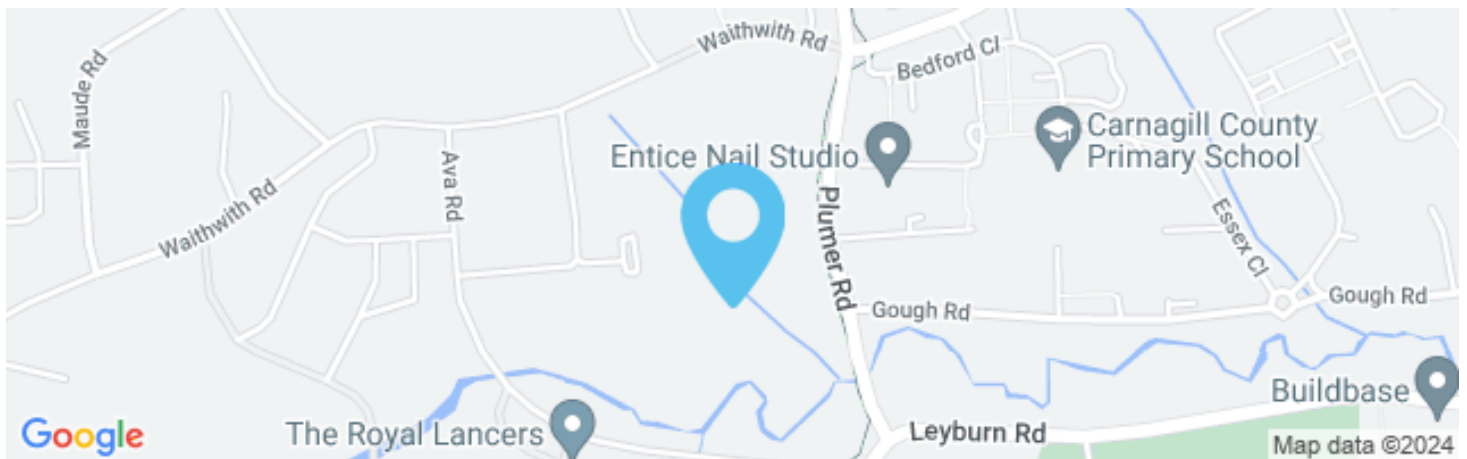 Waithwith Rd
Bedford Cl
Maude Rd
Carnagill County
Primary School
Entice Nail Studio
Ava Rd
Waithwith Rd
Plumer Rd
Essex Cl
Gough Rd
Gough Rd
Buildbase
Google
The Royal Lancers
Leyburn Rd
Map data ©2024